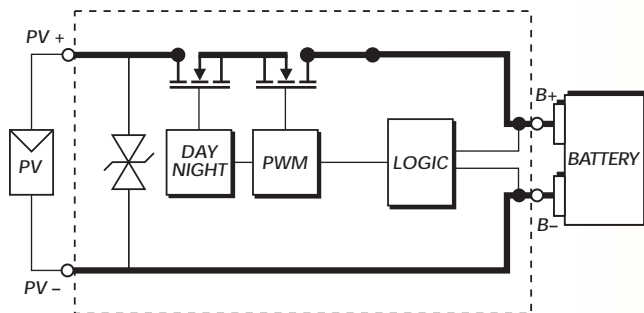 PV +
B+
PV
DAY
NIGHT
PWM
LOGIC
BATTERY
B–
PV –